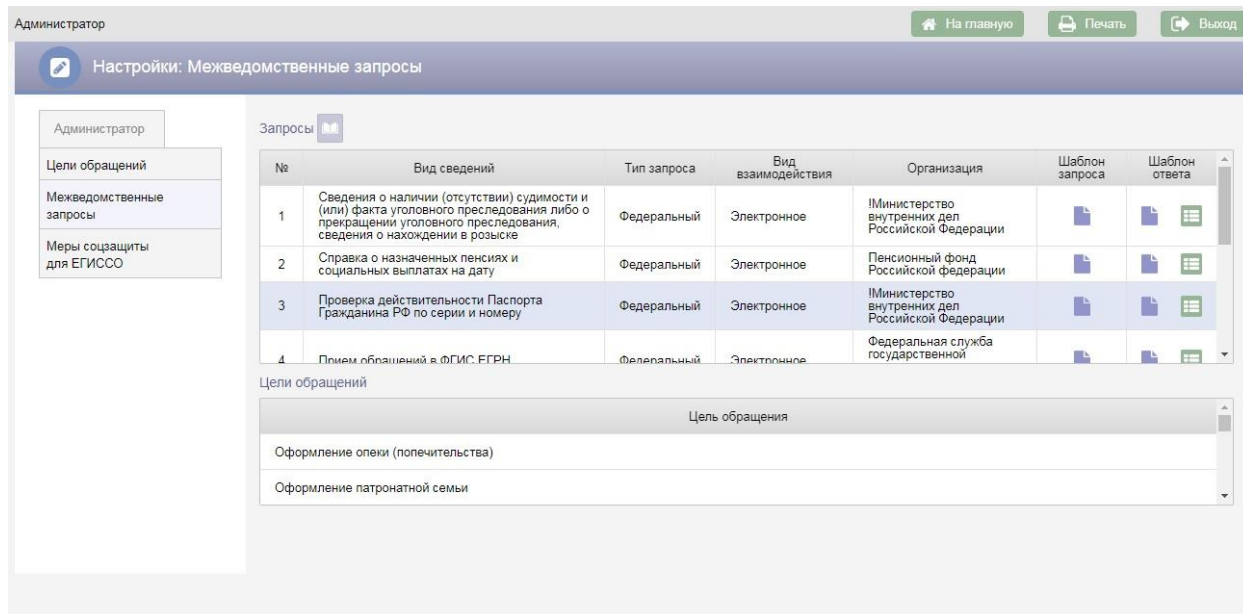 Администратор
На главную
Печать
Выход
Настройки: Межведомственные запросы
Администратор
Цели обращений
Межведомственные
запросы
Меры соцзащиты
для ЕГИССО
Запросы
№ Вид сведений Тип запроса Вид взаимодействия Организация Шаблон запроса Шаблон ответа
1
Сведения о наличии (отсутствии) судимости и
(или) факта уголовного преследования либо о
прекращении уголовного преследования,
сведения о нахождении в розыске
Федеральный
Электронное
!Министерство
внутренних дел
Российской Федерации
2
Справка о назначенных пенсиях и
социальных выплатах на дату
Федеральный
Электронное
Пенсионный фонд
Российской федерации
3
Проверка действительности Паспорта
Гражданина РФ по серии и номеру
Федеральный
Электронное
!Министерство
внутренних дел
Российской Федерации
4
Прием обращений в ФГИС ЕГРН
Федеральный
Электронное
Федеральная служба
государственной
Цели обращений
Цель обращения
Оформление опеки (попечительства)
Оформление патронатной семьи